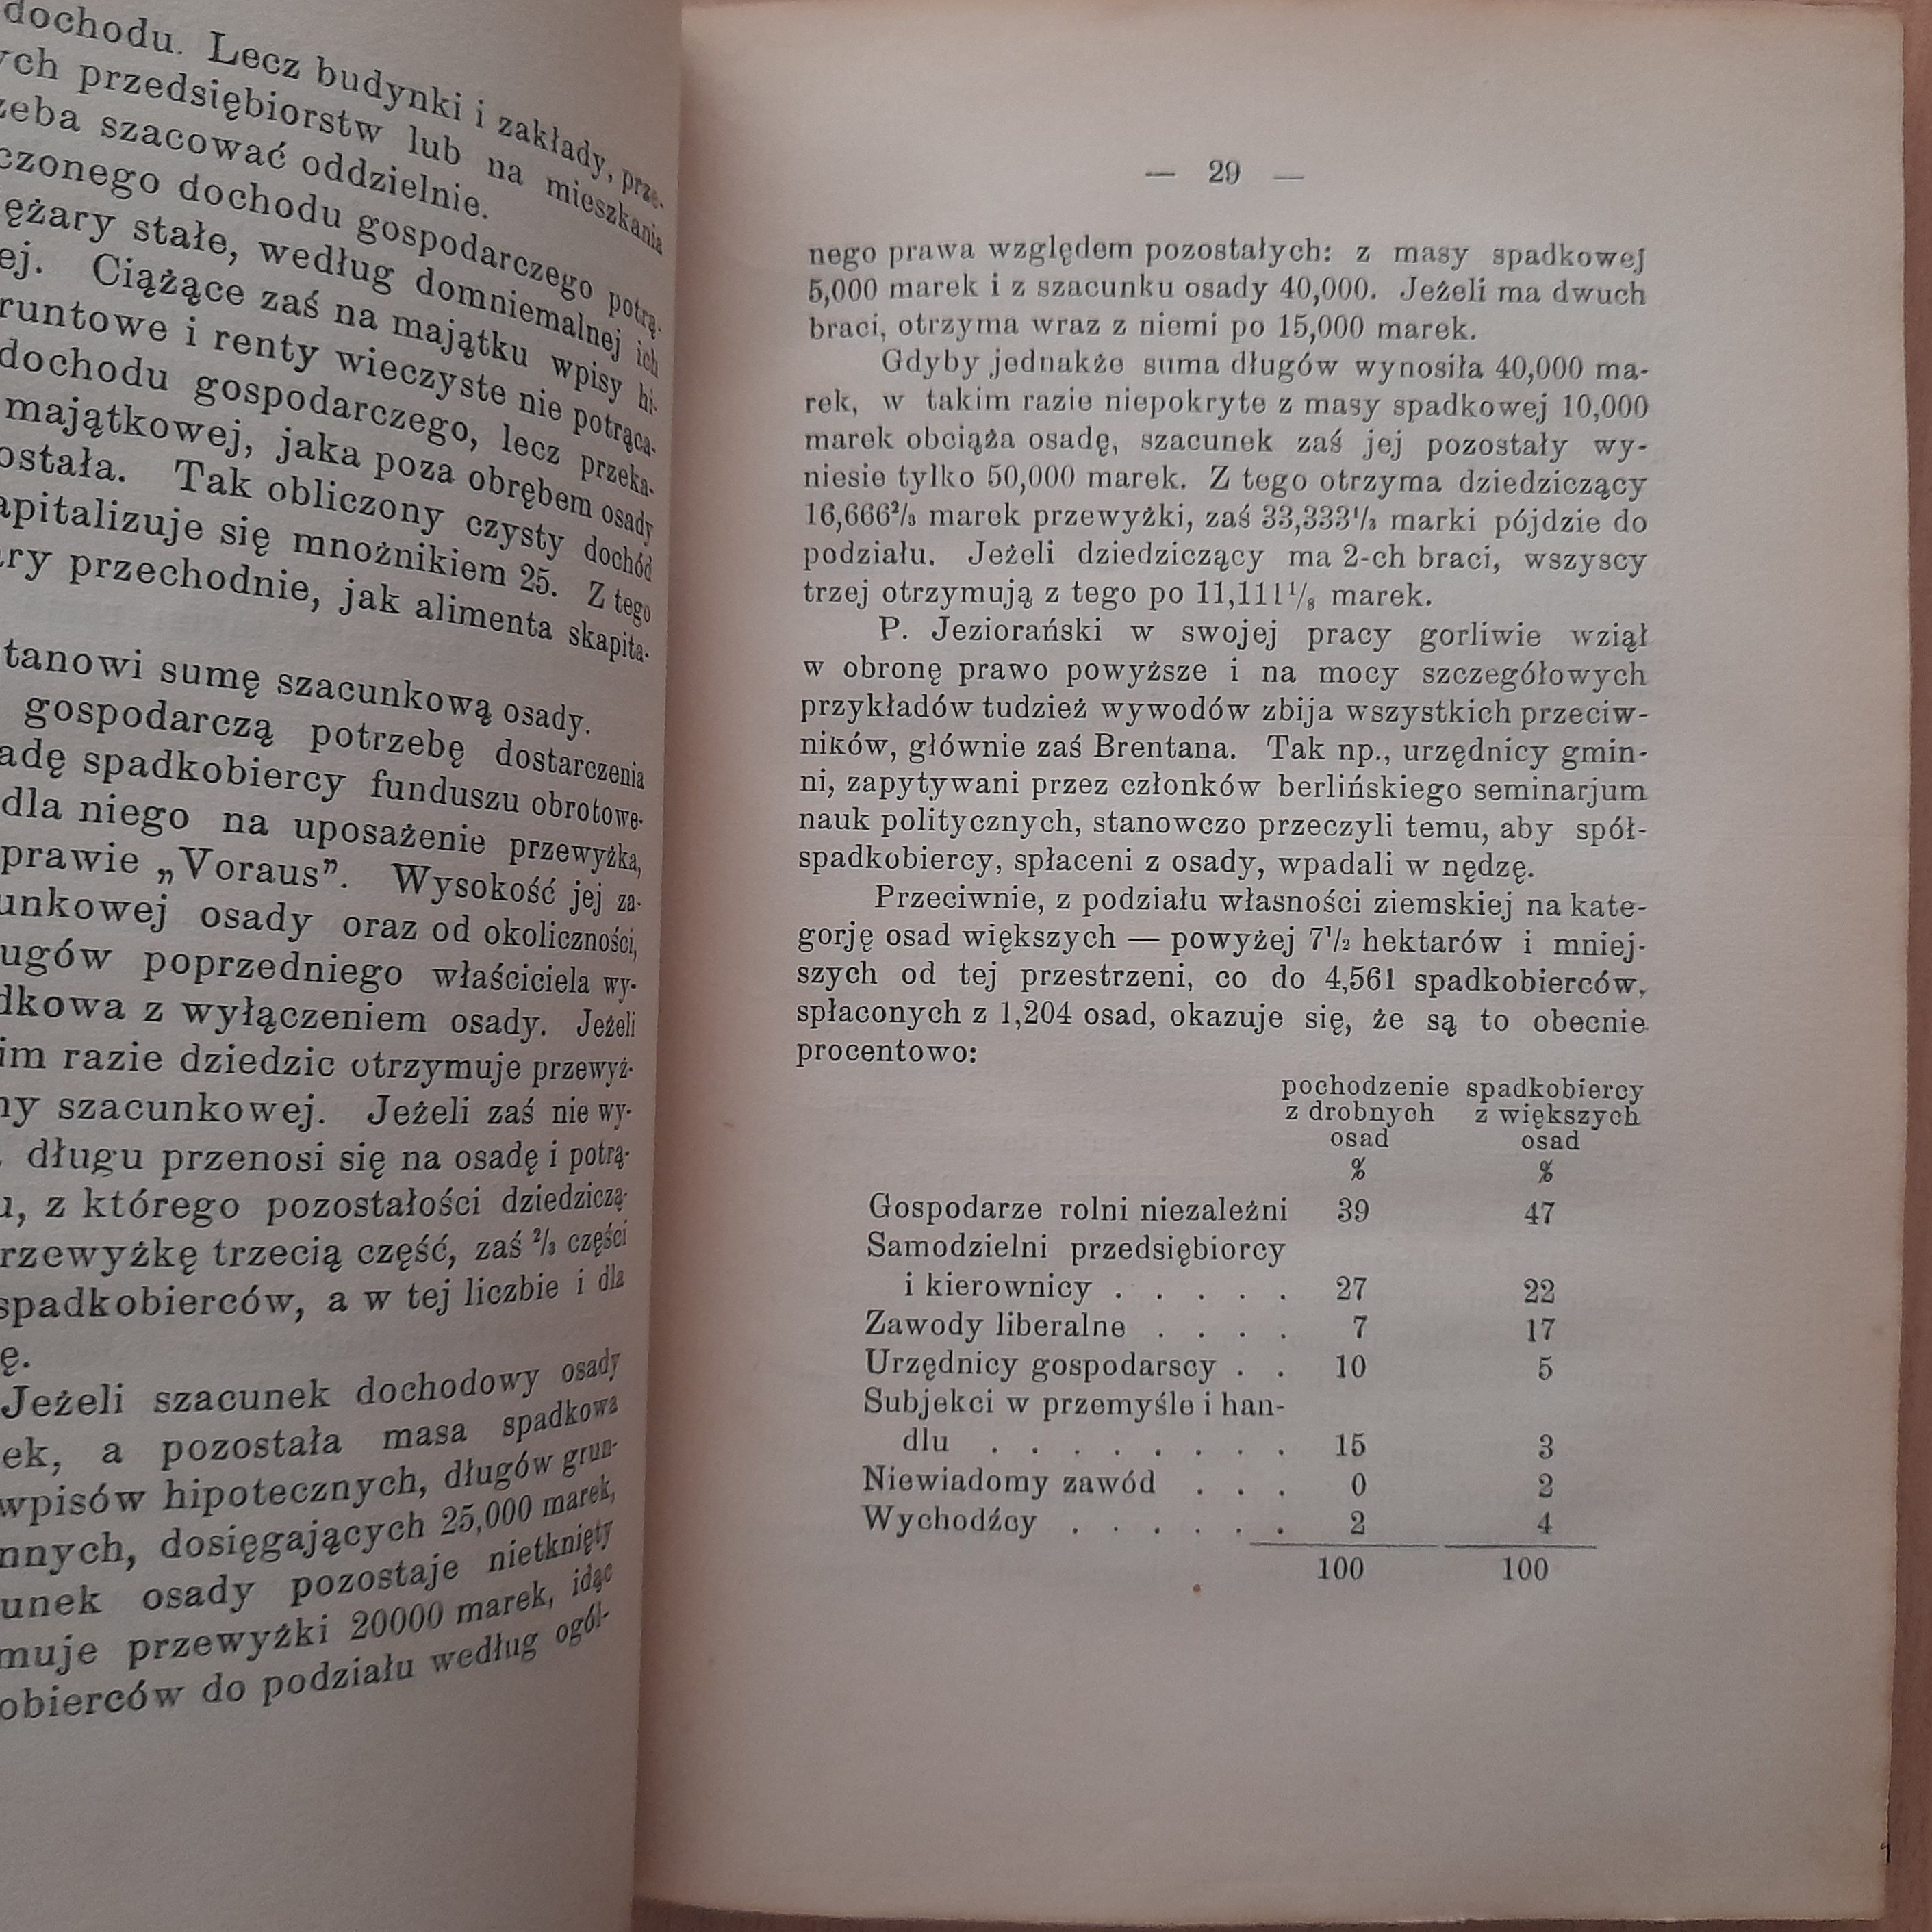 dochodu. Lecz budynki i zakłady, prze-
przedsiębiorstw lub na mieszkania
szacować oddzielnie.
dochodu gospodarczego potrą-
stałe, według domniemalnej ich
ej. Ciążące zaś na majątku wpisy hi-
runtowe i renty wieczyste nie potrąca-
dochodu gospodarczego, lecz przeka-
majątkowej, jaka poza obrębem osady
ostała. Tak obliczony czysty dochód
apitalizuje się mnożnikiem 25. Z tego
ry przechodnie, jak alimenta skapita-
tanowi sumę szacunkową osady.
gospodarczą potrzebę dostarczenia
adę spadkobiercy funduszu obrotowe-
dla niego na uposażenie przewyżka,
prawie „Voraus”. Wysokość jej za-
unkowej osady oraz od okoliczności,
ugów poprzedniego właściciela wy-
dkowa z wyłączeniem osady. Jeżeli
im razie dziedzic otrzymuje przewyż-
ny szacunkowej. Jeżeli zaś nie wy-
długu przenosi się na osadę i potrą-
u, z którego pozostałości dziedziczą-
rzewyżkę trzecią część, zaś 2/3 części
spadkobierców, a w tej liczbie i dla
ę.
Jeżeli szacunek dochodowy osady
ek, a pozostała masa spadkowa
wpisów hipotecznych, długów grun-
nnych, dosięgających 25,000 marek,
unek osady pozostaje nietknięty
muje przewyżki 20000 marek, idąc
obierców do podziału według ogól-
— 29 —
nego prawa względem pozostałych: z masy spadkowej
5,000 marek i z szacunku osady 40,000. Jeżeli ma dwuch
braci, otrzyma wraz z niemi po 15,000 marek.
Gdyby jednakże suma długów wynosiła 40,000 ma-
rek, w takim razie niepokryte z masy spadkowej 10,000
marek obciąża osadę, szacunek zaś jej pozostały wy-
niesie tylko 50,000 marek. Z tego otrzyma dziedziczący
16,666 2/3 marek przewyżki, zaś 33,333 1/3 marki pójdzie do
podziału. Jeżeli dziedziczący ma 2-ch braci, wszyscy
trzej otrzymują z tego po 11,111 1/8 marek.
P. Jeziorański w swojej pracy gorliwie wziął
w obronę prawo powyższe i na mocy szczegółowych
przykładów tudzież wywodów zbija wszystkich przeciw-
ników, głównie zaś Brentana. Tak np., urzędnicy gmin-
ni, zapytywani przez członków berlińskiego seminarjum
nauk politycznych, stanowczo przeczyli temu, aby spół-
spadkobiercy, spłaceni z osady, wpadali w nędzę.
Przeciwnie, z podziału własności ziemskiej na kate-
gorję osad większych — powyżej 7 1/2 hektarów i mniej-
szych od tej przestrzeni, co do 4,561 spadkobierców,
spłaconych z 1,204 osad, okazuje się, że są to obecnie
procentowo:
pochodzenie spadkobiercy
z drobnych z większych
osad osad
% %
Gospodarze rolni niezależni 39 47
Samodzielni przedsiębiorcy
i kierownicy . . . . . 27 22
Zawody liberalne . . . . 7 17
Urzędnicy gospodarscy . . 10 5
Subjekci w przemyśle i han-
dlu . . . . . . . . 15 3
Niewiadomy zawód . . . 0 2
Wychodźcy . . . . . . 2 4
100 100